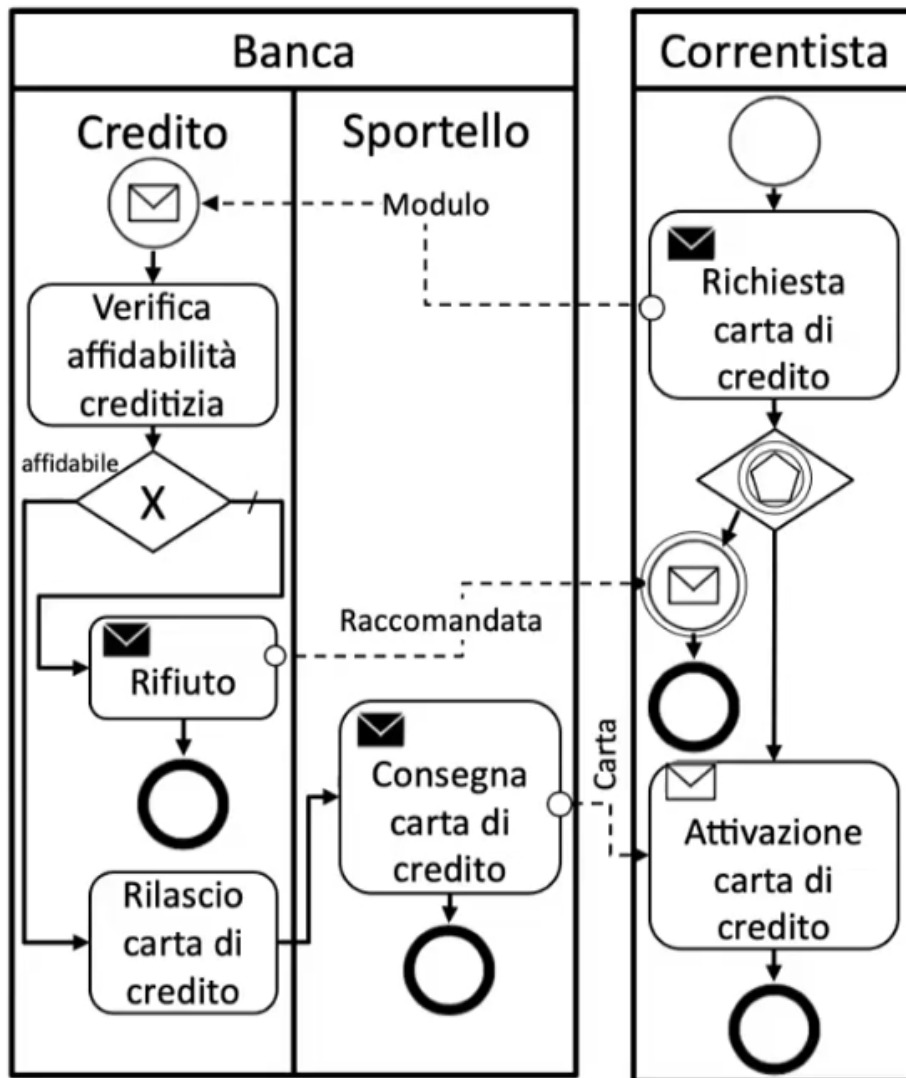 Banca
Correntista
Credito
Sportello
Modulo
Richiesta
carta di
credito
Verifica
affidabilità
creditizia
affidabile
X
Raccomandata
Rifiuto
Carta
Consegna
carta di
credito
Attivazione
carta di
credito
Rilascio
carta di
credito